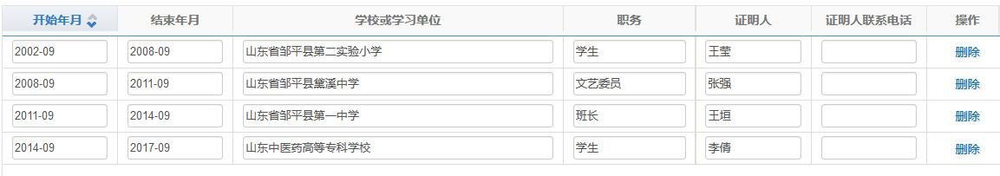 开始年月 结束年月 学校或学习单位 职务 证明人 证明人联系电话 操作
2002-09 2008-09 山东省邹平县第二实验小学 学生 王莹 删除
2008-09 2011-09 山东省邹平县黛溪中学 文艺委员 张强 删除
2011-09 2014-09 山东省邹平县第一中学 班长 王垣 删除
2014-09 2017-09 山东中医药高等专科学校 学生 李倩 删除